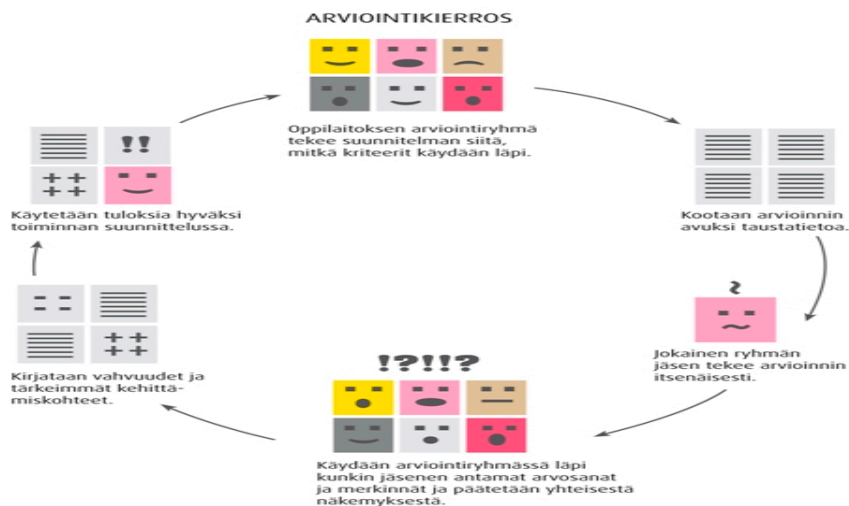 ARVIOINTIKIERROS
Oppilaitoksen arviointiryhmä
tekee suunnitelman siitä,
mitkä kriteerit käydään läpi.
Kootaan arvioinnin
avuksi taustatietoa.
~
Jokainen ryhmän
jäsen tekee arvioinnin
itsenäisesti.
!?!!?
Käydään arviointiryhmässä läpi
kunkin jäsenen antamat arvosanat
ja merkinnät ja päätetään yhteisestä
näkemyksestä.
- -
++
++
Kirjataan vahvuudet ja
tärkeimmät kehittä-
miskohteet.
!!
++
++
Käytetään tuloksia hyväksi
toiminnan suunnittelussa.